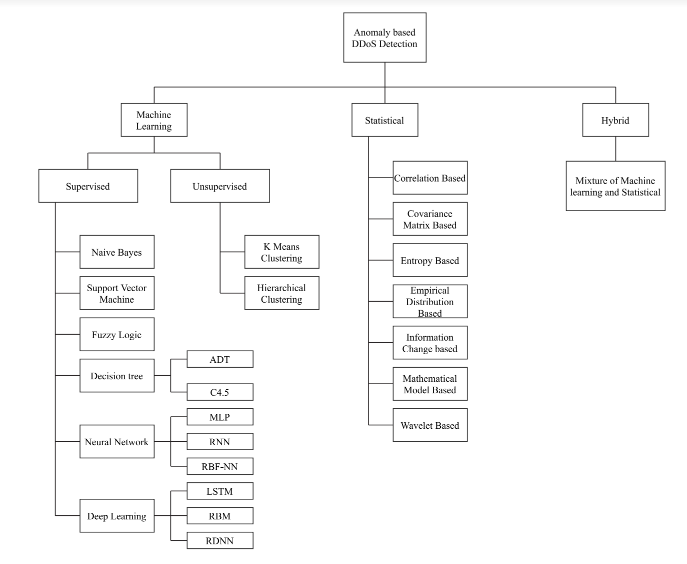 Anomaly based
DDoS Detection
Machine
Learning
Statistical
Hybrid
Supervised
Unsupervised
Correlation Based
Mixture of Machine
learning and Statistical
Covariance
Matrix Based
Naive Bayes
K Means
Clustering
Entropy Based
Support Vector
Machine
Hierarchical
Clustering
Empirical
Distribution
Based
Fuzzy Logic
Information
Change based
ADT
Decision tree
C4.5
Mathematical
Model Based
MLP
Wavelet Based
Neural Network
RNN
RBF-NN
LSTM
Deep Learning
RBM
RDNN